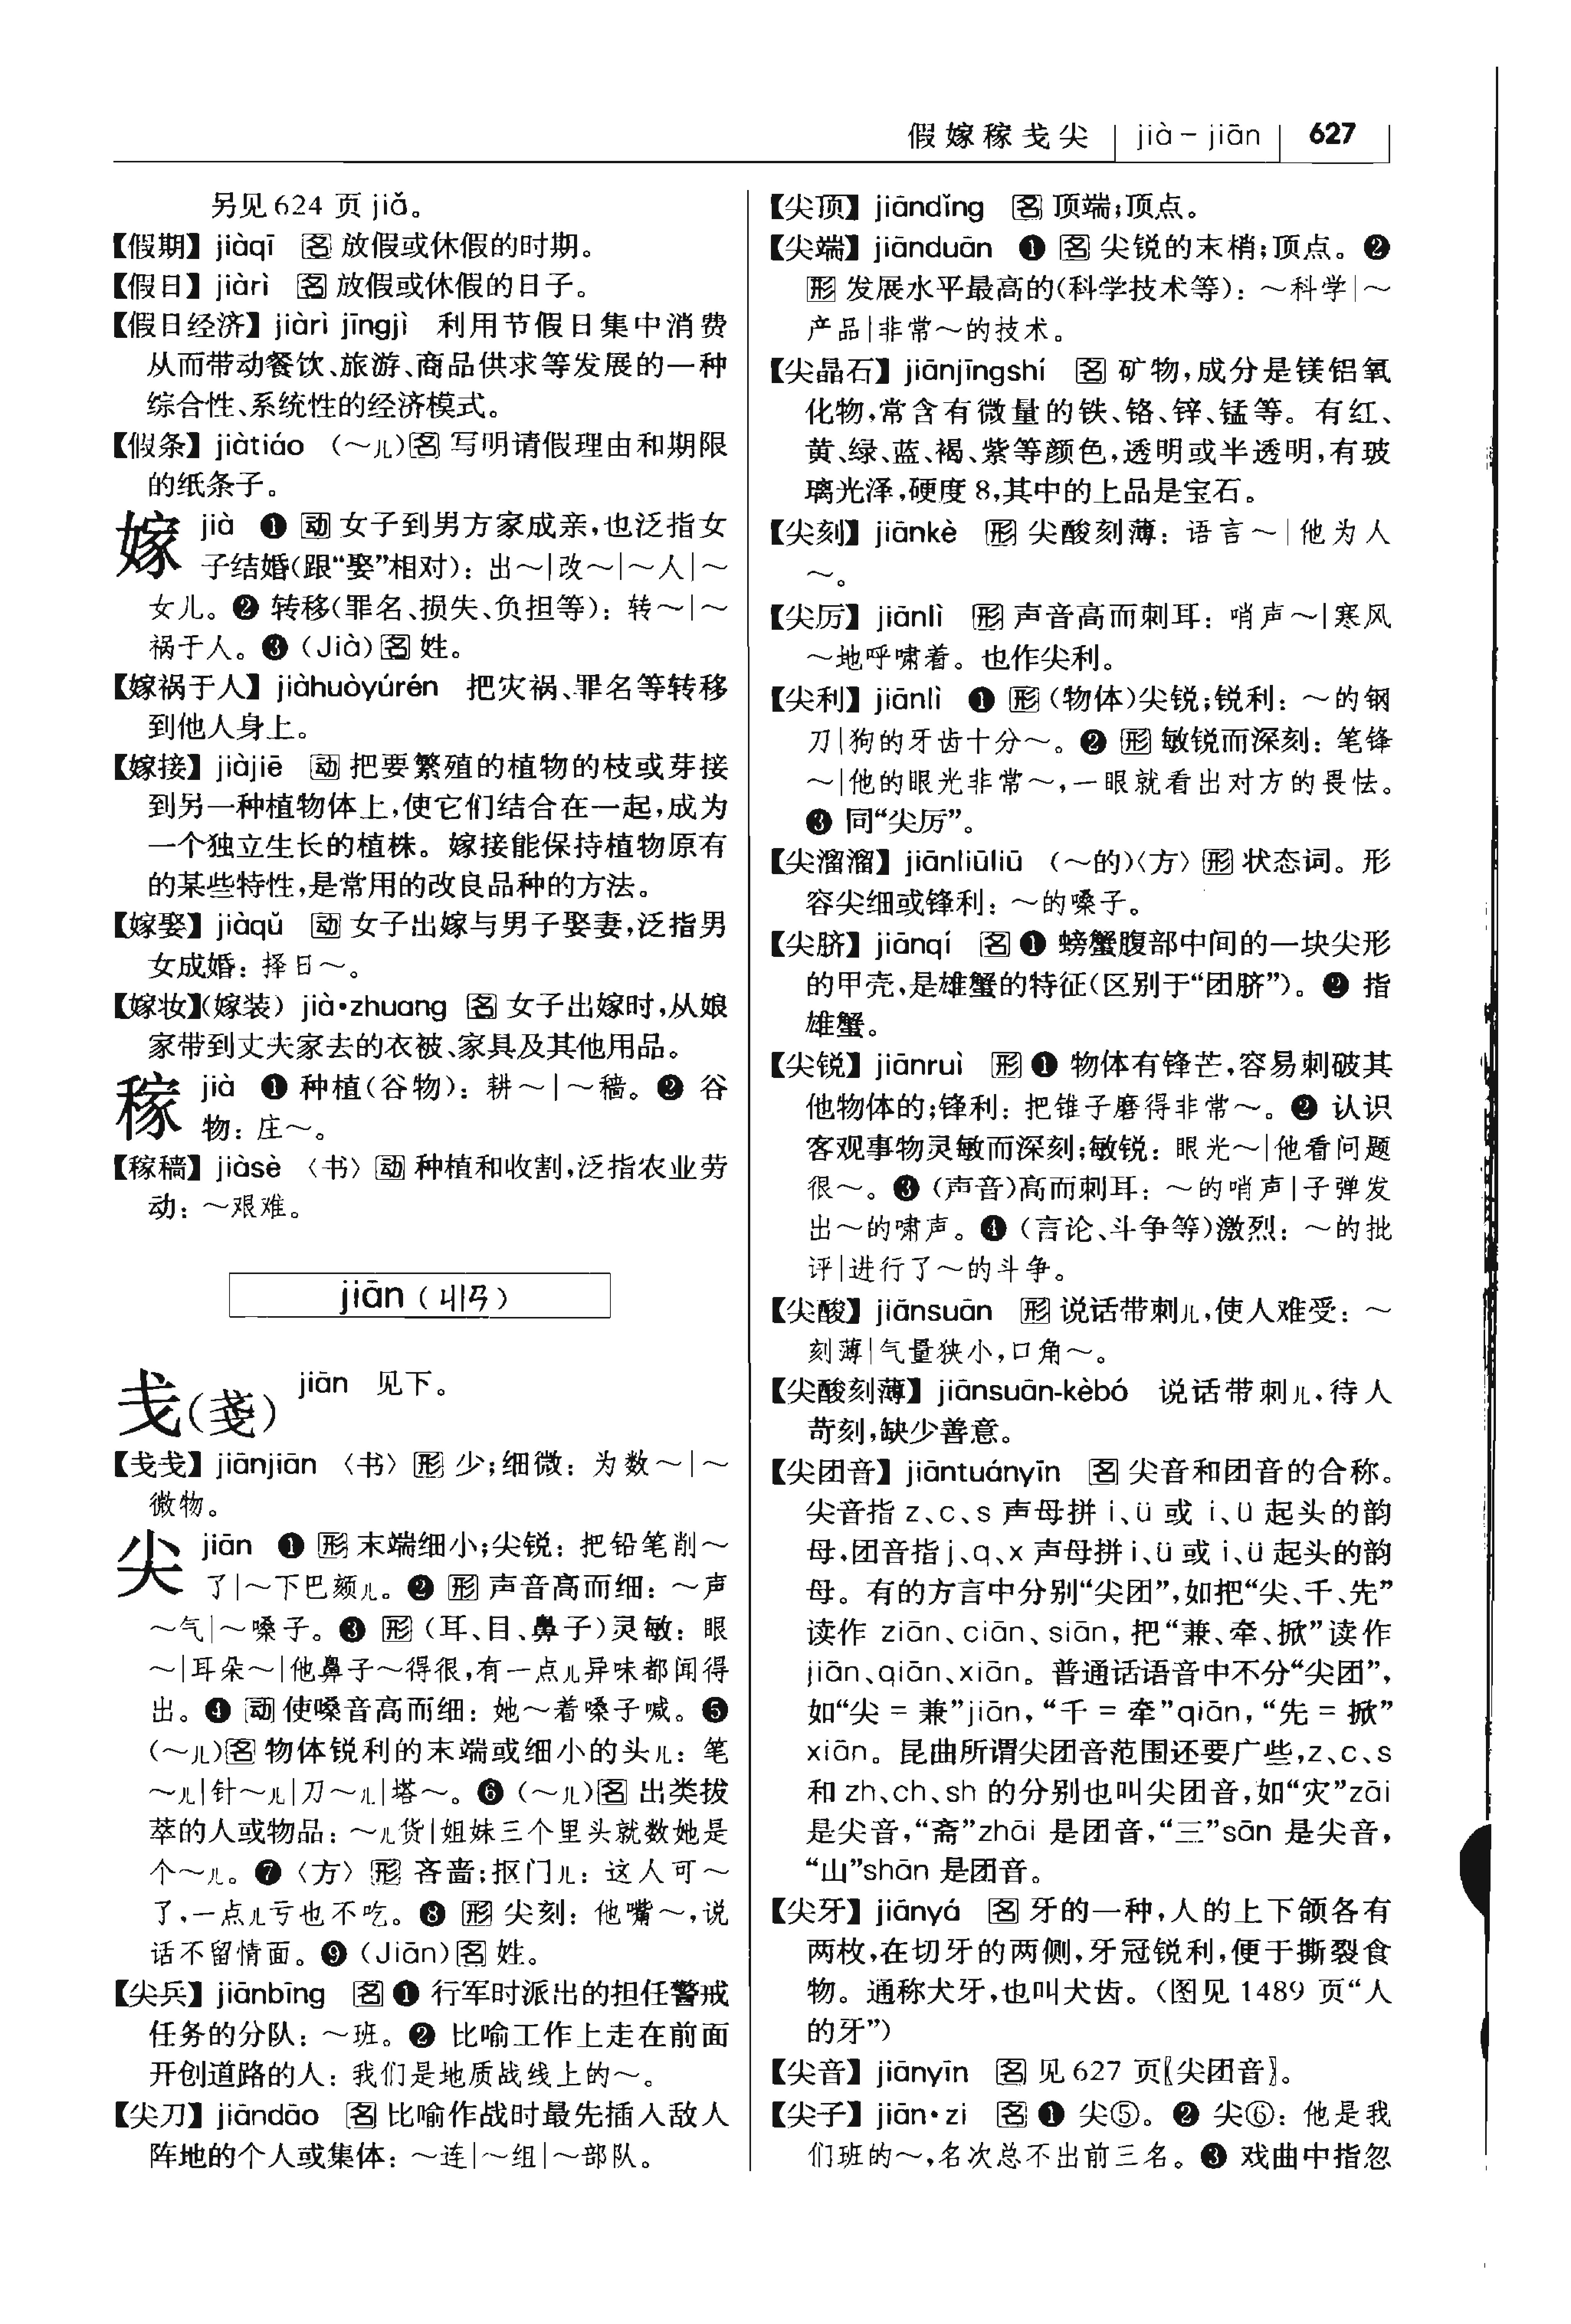 假嫁稼戋尖 jià－jiān 627
另见624 页 jiǎ。
【假期】jiàqī 名 放假或休假的时期。
【假日】jiàrì 名 放假或休假的日子。
【假日经济】jiàrì jīngjì 利用节假日集中消费
从而带动餐饮、旅游、商品供求等发展的一种
综合性、系统性的经济模式。
【假条】jiàtiáo （～儿）名 写明请假理由和期限
的纸条子。
嫁 jià ❶ 动 女子到男方家成亲，也泛指女
子结婚（跟“娶”相对）：出～|改～|～人|～
女儿。❷ 转移（罪名、损失、负担等）：转～|～
祸于人。❸（Jià）名 姓。
【嫁祸于人】jiàhuòyúrén 把灾祸、罪名等转移
到他人身上。
【嫁接】jiàjiē 动 把要繁殖的植物的枝或芽接
到另一种植物体上，使它们结合在一起，成为
一个独立生长的植株。嫁接能保持植物原有
的某些特性，是常用的改良品种的方法。
【嫁娶】jiàqǔ 动 女子出嫁与男子娶妻，泛指男
女成婚：择日～。
【嫁妆】（嫁装）jià·zhuang 名 女子出嫁时，从娘
家带到丈夫家去的衣被、家具及其他用品。
稼 jià ❶ 种植（谷物）：耕～|～穑。❷ 谷
物：庄～。
【稼穑】jiàsè 〈书〉动 种植和收割，泛指农业劳
动：～艰难。
jiān（ㄐㄧㄢ）
戋（戔） jiān 见下。
【戋戋】jiānjiān 〈书〉形 少；细微：为数～|～
微物。
尖 jiān ❶ 形 末端细小；尖锐：把铅笔削～
了|～下巴颏儿。❷ 形 声音高而细：～声
～气|～嗓子。❸ 形（耳、目、鼻子）灵敏：眼
～|耳朵～|他鼻子～得很，有一点儿异味都闻得
出。❹ 动 使嗓音高而细：她～着嗓子喊。❺
（～儿）名 物体锐利的末端或细小的头儿：笔
～儿|针～儿|刀～儿|塔～。❻（～儿）名 出类拔
萃的人或物品：～儿货|姐妹三个里头就数她是
个～儿。❼〈方〉形 吝啬；抠门儿：这人可～
了，一点儿亏也不吃。❽ 形 尖刻：他嘴～，说
话不留情面。❾（Jiān）名 姓。
【尖兵】jiānbīng 名 ❶ 行军时派出的担任警戒
任务的分队：～班。❷ 比喻工作上走在前面
开创道路的人：我们是地质战线上的～。
【尖刀】jiāndāo 名 比喻作战时最先插入敌人
阵地的个人或集体：～连|～组|～部队。
【尖顶】jiāndǐng 名 顶端；顶点。
【尖端】jiānduān ❶ 名 尖锐的末梢；顶点。❷
形 发展水平最高的（科学技术等）：～科学|～
产品|非常～的技术。
【尖晶石】jiānjīngshí 名 矿物，成分是镁铝氧
化物，常含有微量的铁、铬、锌、锰等。有红、
黄、绿、蓝、褐、紫等颜色，透明或半透明，有玻
璃光泽，硬度8，其中的上品是宝石。
【尖刻】jiānkè 形 尖酸刻薄：语言～|他为人
～。
【尖厉】jiānlì 形 声音高而刺耳：哨声～|寒风
～地呼啸着。也作尖利。
【尖利】jiānlì ❶ 形（物体）尖锐；锐利：～的钢
刀|狗的牙齿十分～。❷ 形 敏锐而深刻：笔锋
～|他的眼光非常～，一眼就看出对方的畏怯。
❸ 同“尖厉”。
【尖溜溜】jiānliūliū （～的）〈方〉形 状态词。形
容尖细或锋利：～的嗓子。
【尖脐】jiānqí 名 ❶ 螃蟹腹部中间的一块尖形
的甲壳，是雄蟹的特征（区别于“团脐”）。❷ 指
雄蟹。
【尖锐】jiānruì 形 ❶ 物体有锋芒，容易刺破其
他物体的；锋利：把锥子磨得非常～。❷ 认识
客观事物灵敏而深刻；敏锐：眼光～|他看问题
很～。❸（声音）高而刺耳：～的哨声|子弹发
出～的啸声。❹（言论、斗争等）激烈：～的批
评|进行了～的斗争。
【尖酸】jiānsuān 形 说话带刺儿，使人难受：～
刻薄|气量狭小，口角～。
【尖酸刻薄】jiānsuān-kèbó 说话带刺儿，待人
苛刻，缺少善意。
【尖团音】jiāntuányīn 名 尖音和团音的合称。
尖音指 z、c、s 声母拼 i、ü 或 i、ü 起头的韵
母，团音指 j、q、x 声母拼 i、ü 或 i、ü 起头的韵
母。有的方言中分别“尖团”，如把“尖、千、先”
读作 ziān、ciān、siān，把“兼、牵、掀”读作
jiān、qiān、xiān。普通话语音中不分“尖团”，
如“尖 = 兼”jiān，“千 = 牵”qiān，“先 = 掀”
xiān。昆曲所谓尖团音范围还要广些，z、c、s
和 zh、ch、sh 的分别也叫尖团音，如“灾”zāi
是尖音，“斋”zhāi 是团音，“三”sān 是尖音，
“山”shān 是团音。
【尖牙】jiānyá 名 牙的一种，人的上下颌各有
两枚，在切牙的两侧，牙冠锐利，便于撕裂食
物。通称犬牙，也叫犬齿。（图见 1489 页“人
的牙”）
【尖音】jiānyīn 名 见627 页〖尖团音〗。
【尖子】jiān·zi 名 ❶ 尖⑤。❷ 尖⑥：他是我
们班的～，名次总不出前三名。❸ 戏曲中指忽